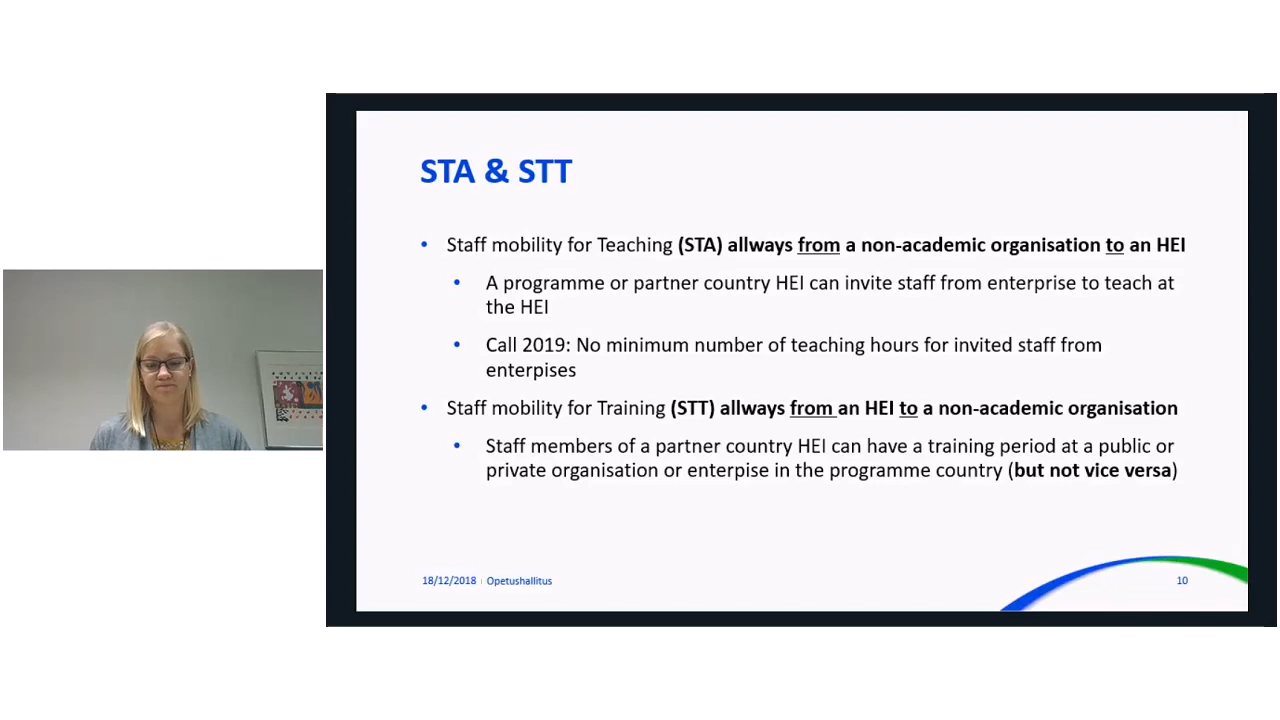 STA & STT
• Staff mobility for Teaching (STA) allways from a non-academic organisation to an HEI
• A programme or partner country HEI can invite staff from enterprise to teach at
the HEI
• Call 2019: No minimum number of teaching hours for invited staff from
enterpises
• Staff mobility for Training (STT) allways from an HEI to a non-academic organisation
• Staff members of a partner country HEI can have a training period at a public or
private organisation or enterpise in the programme country (but not vice versa)
18/12/2018 | Opetushallitus
10